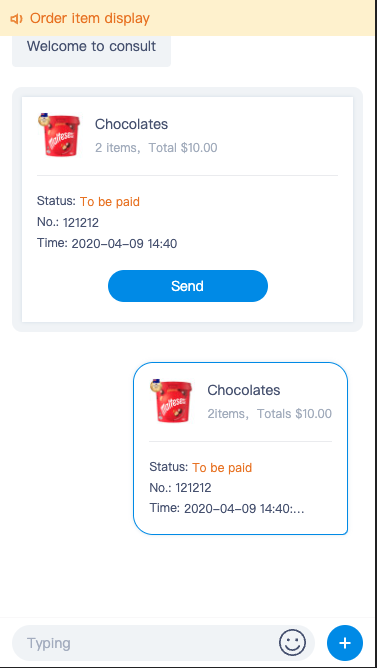 Order item display
Welcome to consult
Chocolates
2 items, Total $10.00
Maltesers
Status: To be paid
No.: 121212
Time: 2020-04-09 14:40
Send
Chocolates
2items, Totals $10.00
Maltesers
Status: To be paid
No.: 121212
Time: 2020-04-09 14:40:...
Typing